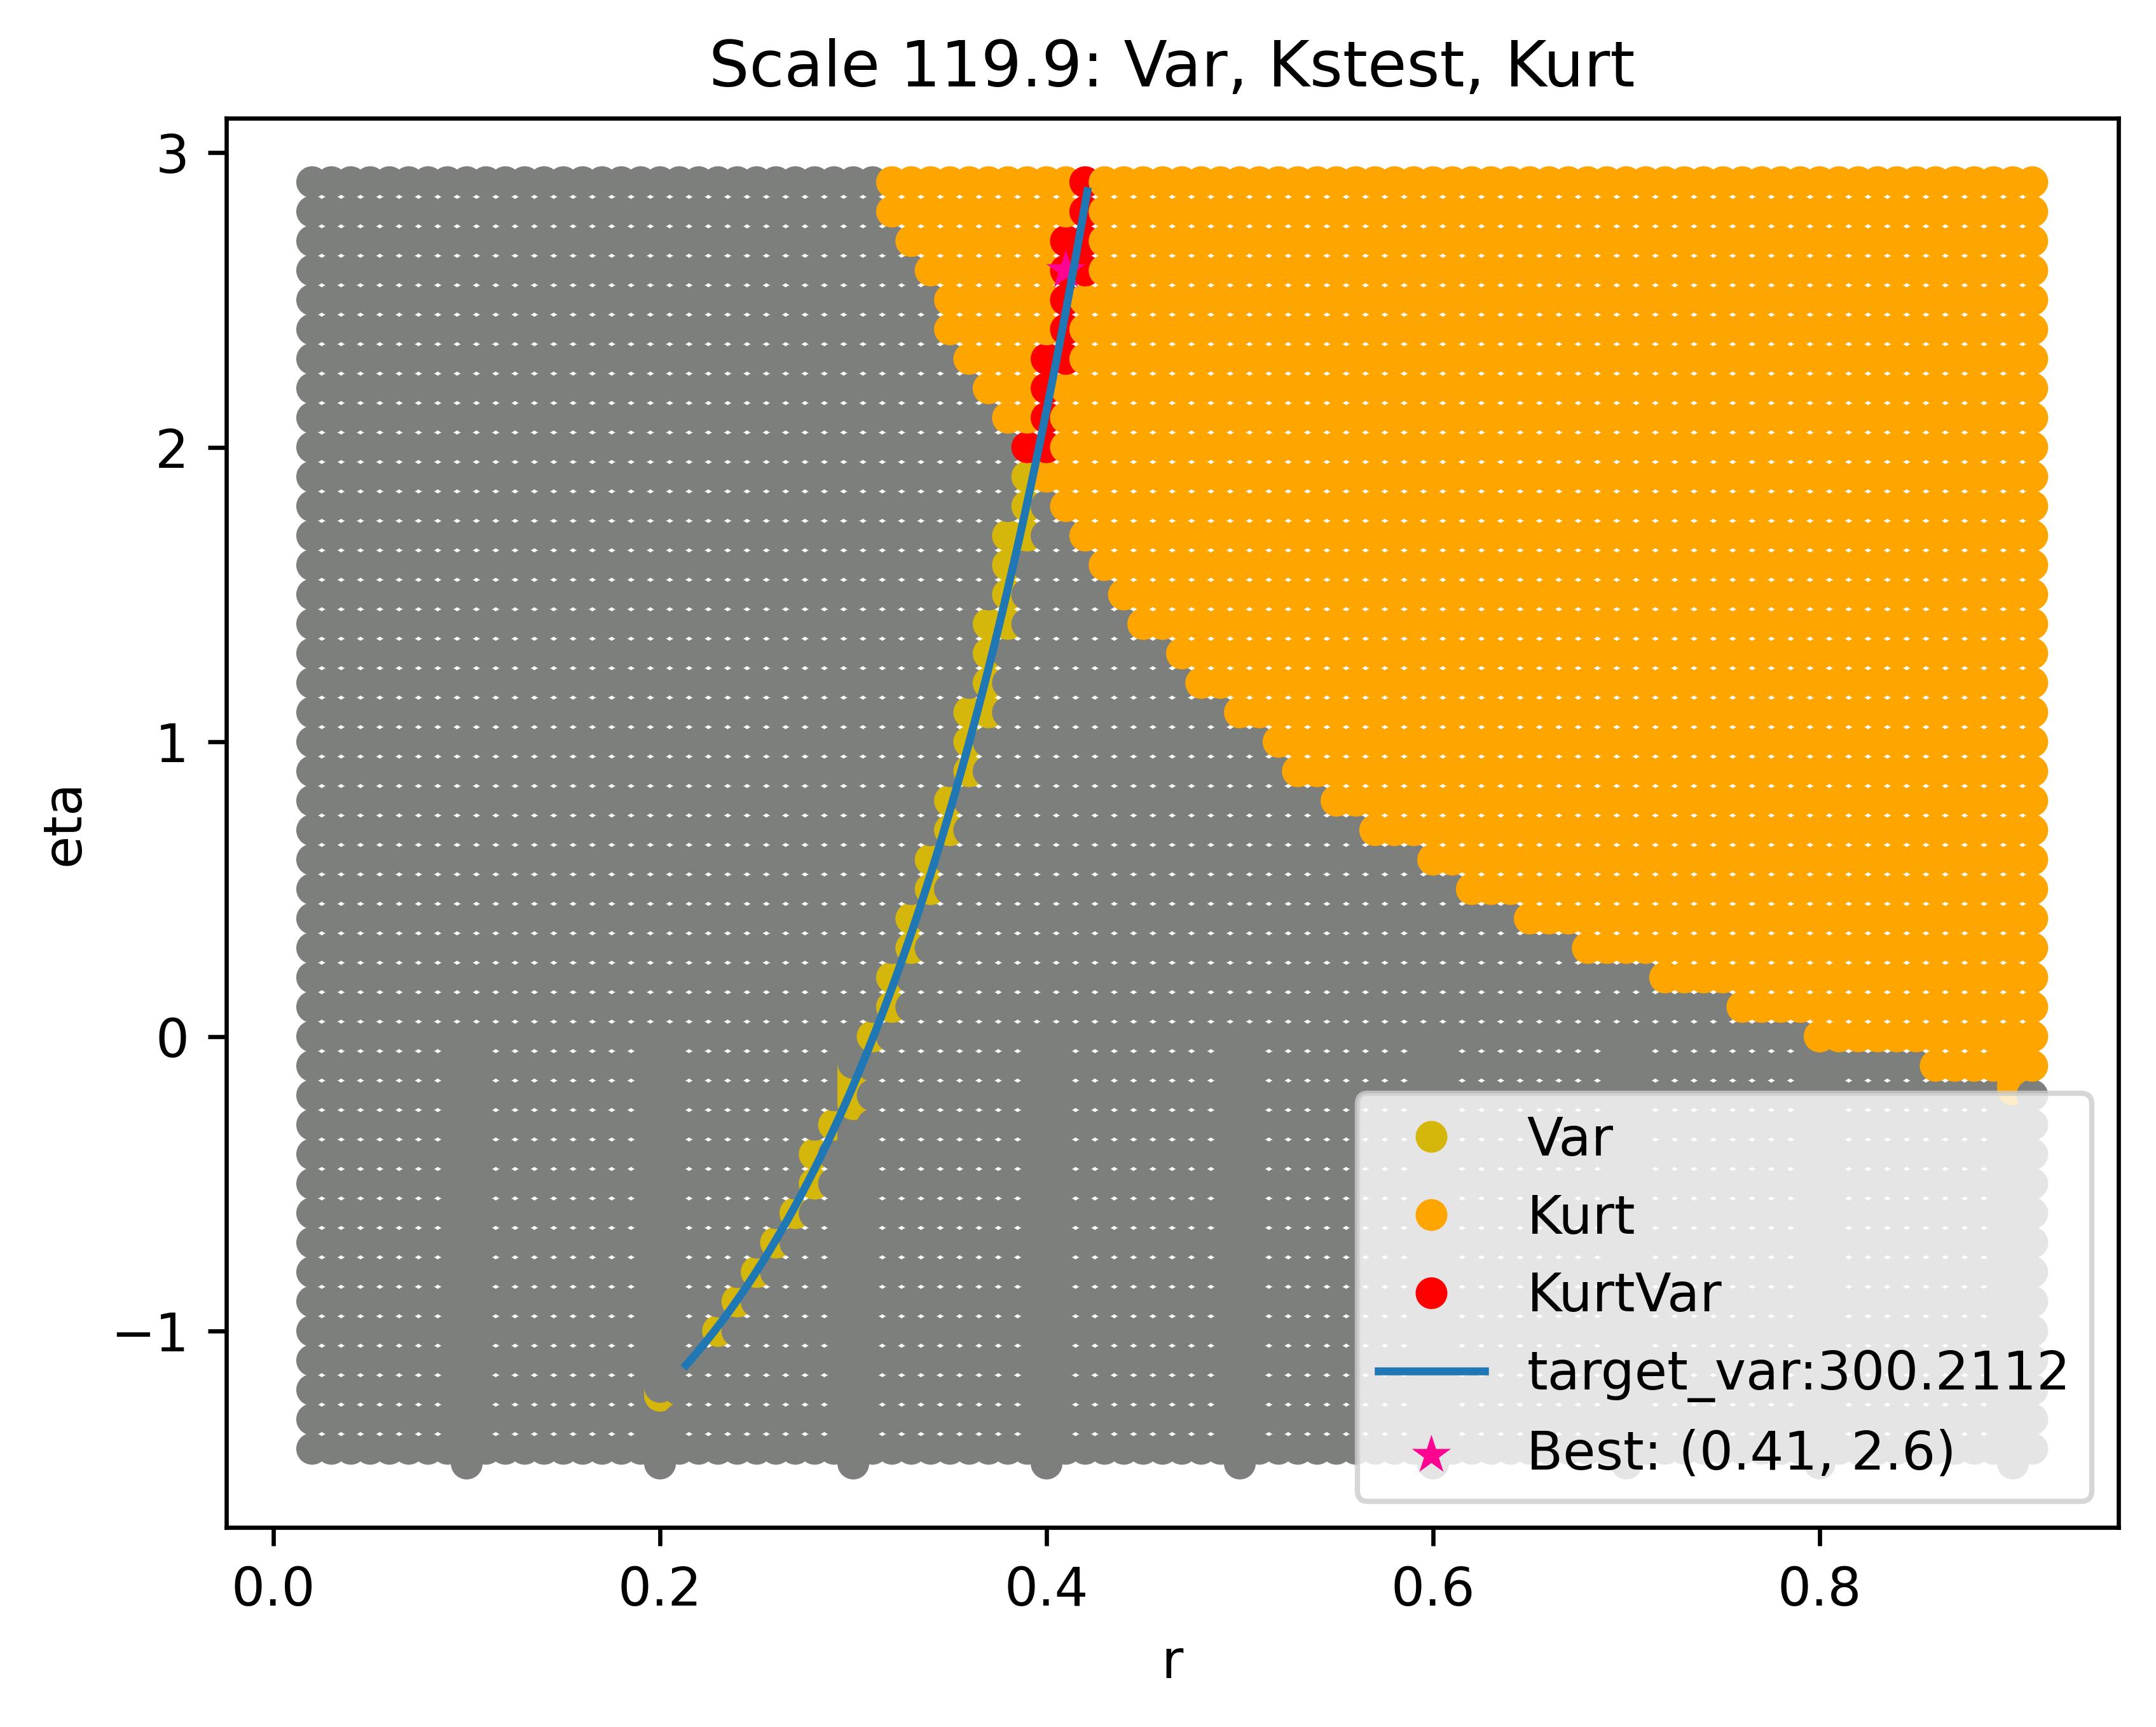 Scale 119.9: Var, Kstest, Kurt
3
2
1
0
−1
eta
Var
Kurt
KurtVar
target_var:300.2112
Best: (0.41, 2.6)
0.0 0.2 0.4 0.6 0.8
r